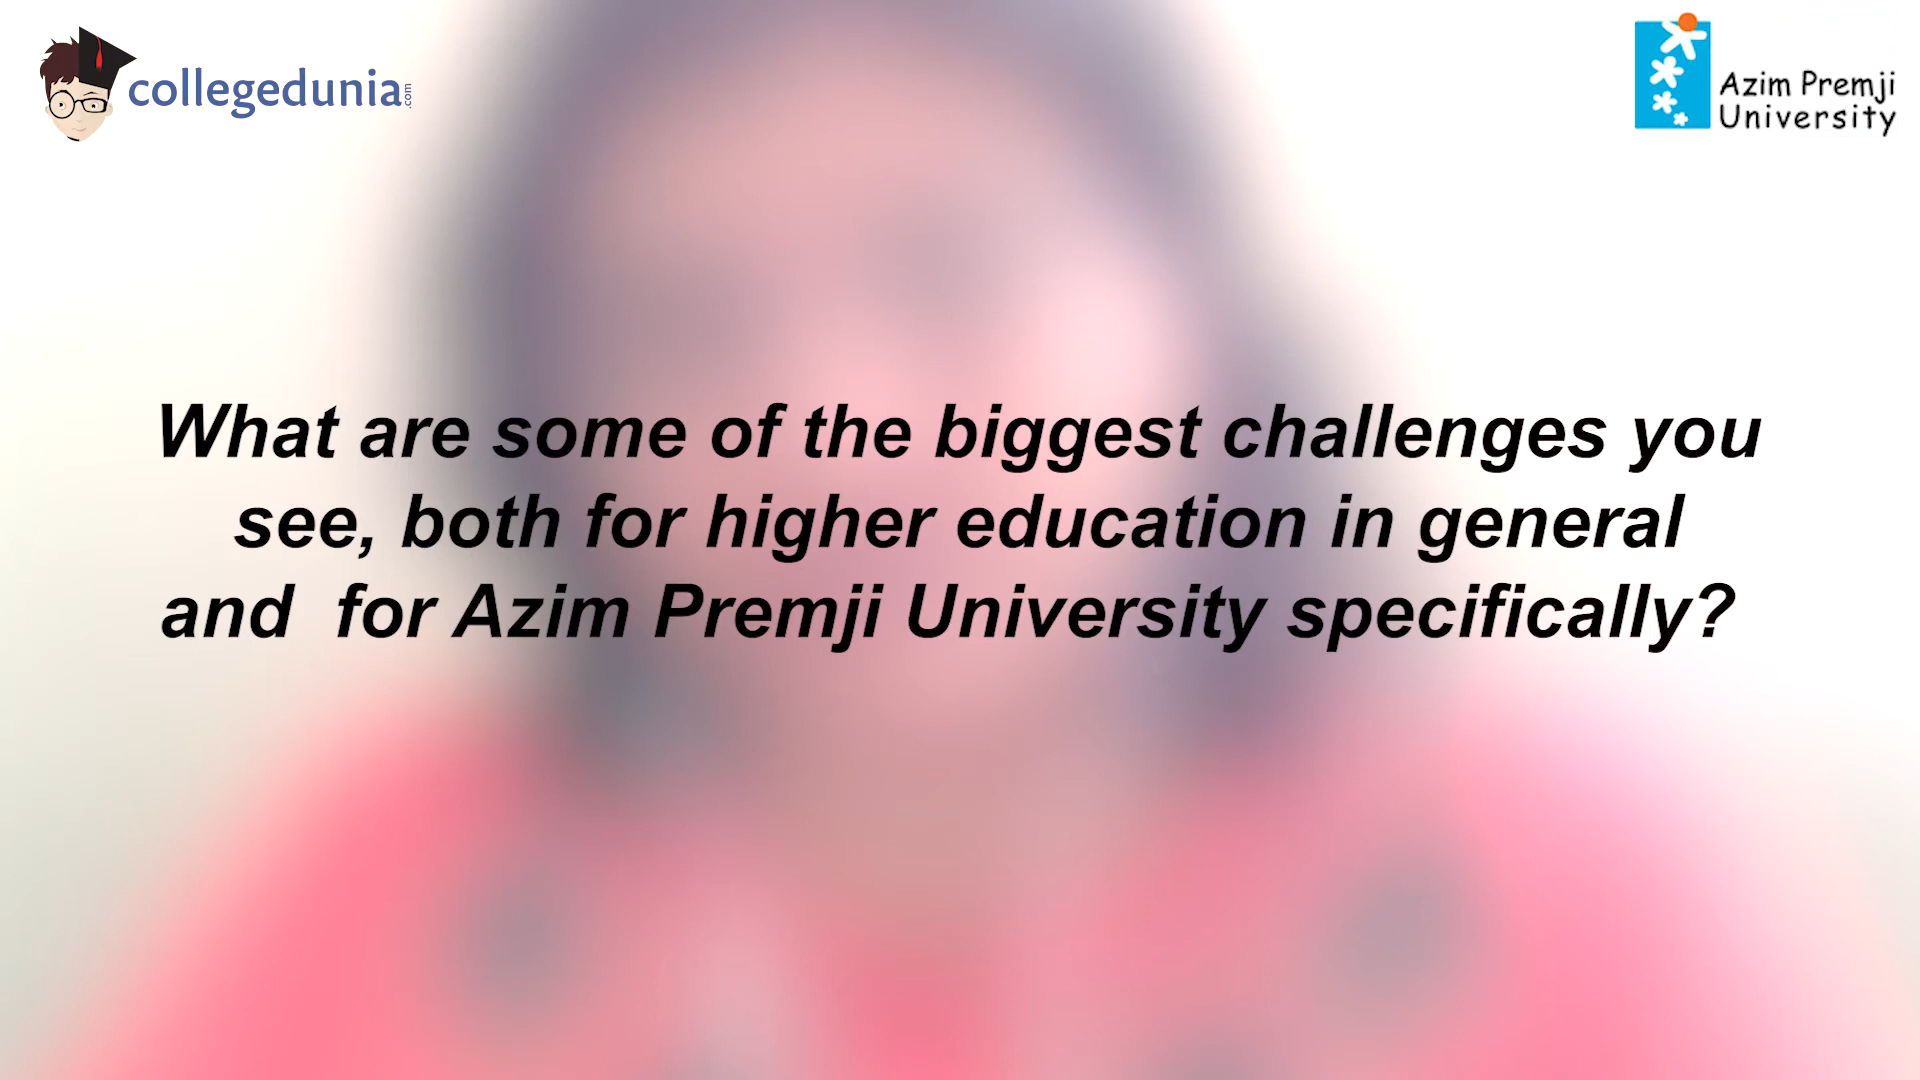 collegedunia
.com
Azim Premji
University
What are some of the biggest challenges you
see, both for higher education in general
and for Azim Premji University specifically?